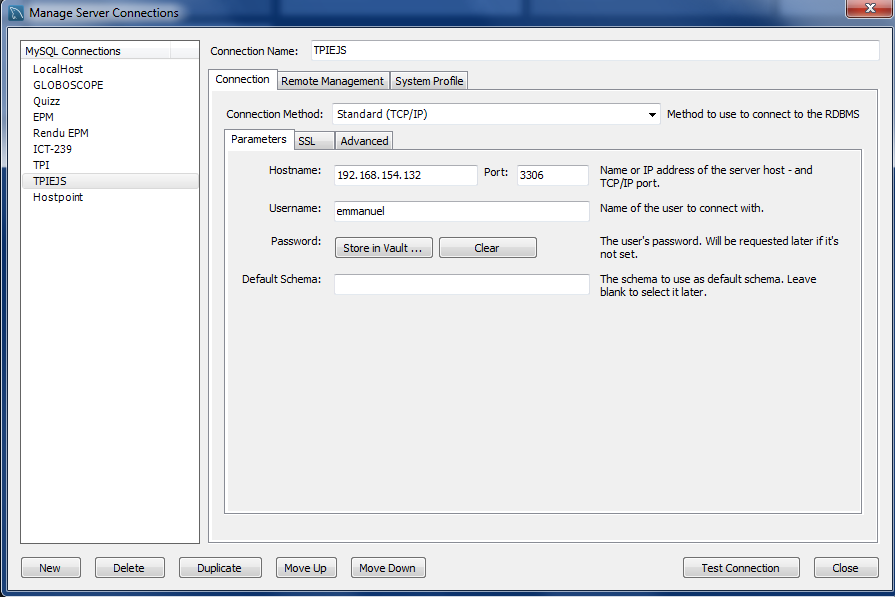 Manage Server Connections
MySQL Connections
LocalHost
GLOBOSCOPE
Quizz
EPM
Rendu EPM
ICT-239
TPI
TPIEJS
Hostpoint
Connection Name: TPIEJS
Connection Remote Management System Profile
Connection Method: Standard (TCP/IP) Method to use to connect to the RDBMS
Parameters SSL Advanced
Hostname: 192.168.154.132 Port: 3306 Name or IP address of the server host - and
TCP/IP port.
Username: emmanuel Name of the user to connect with.
Password: Store in Vault ... Clear The user's password. Will be requested later if it's
not set.
Default Schema: The schema to use as default schema. Leave
blank to select it later.
New Delete Duplicate Move Up Move Down Test Connection Close